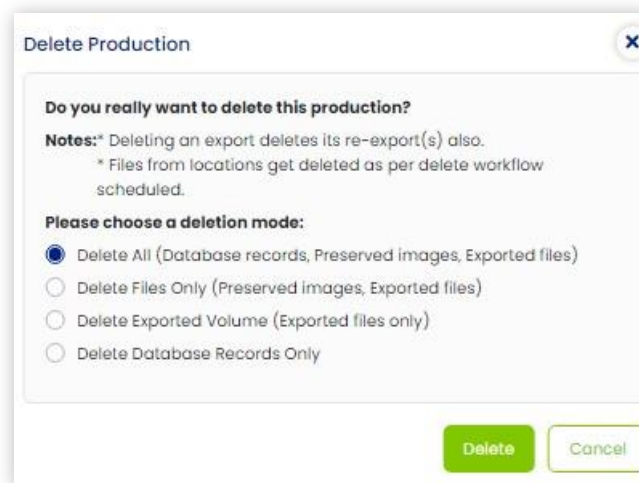 Delete Production
Do you really want to delete this production?
Notes:* Deleting an export deletes its re-export(s) also.
* Files from locations get deleted as per delete workflow
scheduled.
Please choose a deletion mode:
Delete All (Database records, Preserved images, Exported files)
Delete Files Only (Preserved images, Exported files)
Delete Exported Volume (Exported files only)
Delete Database Records Only
Delete
Cancel